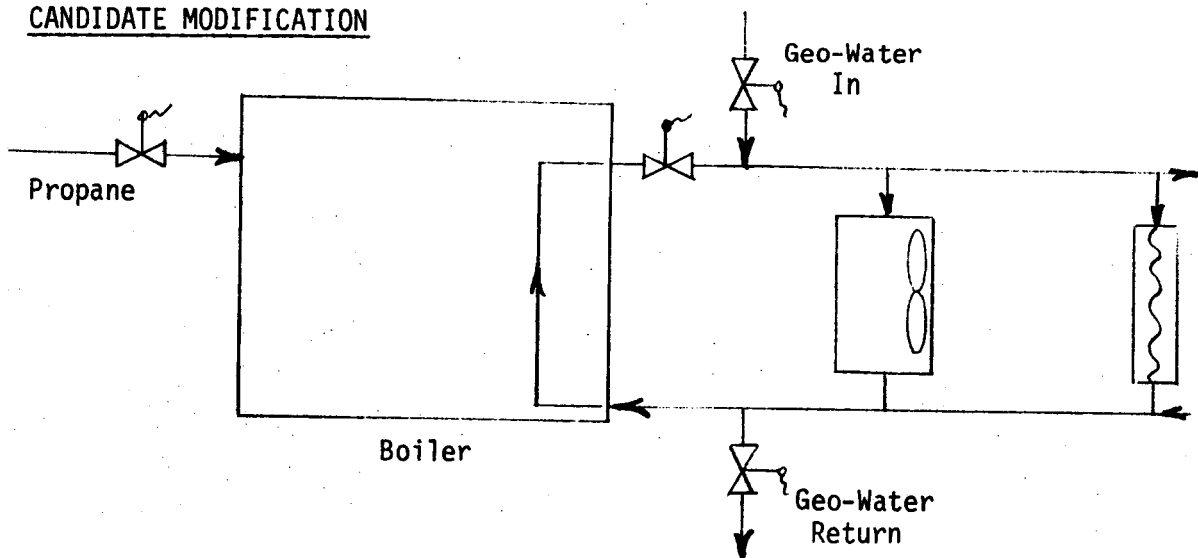 CANDIDATE MODIFICATION
Geo-Water
In
Propane
Boiler
Geo-Water
Return